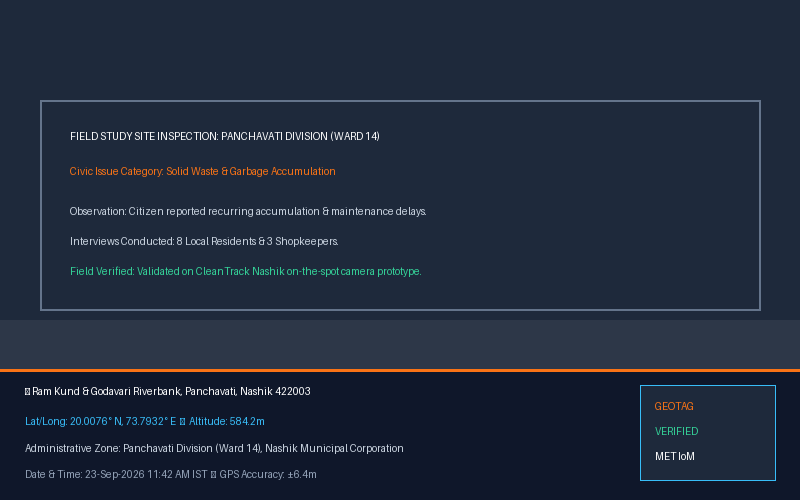 FIELD STUDY SITE INSPECTION: PANCHAVATI DIVISION (WARD 14)
Civic Issue Category: Solid Waste & Garbage Accumulation
Observation: Citizen reported recurring accumulation & maintenance delays.
Interviews Conducted: 8 Local Residents & 3 Shopkeepers.
Field Verified: Validated on CleanTrack Nashik on-the-spot camera prototype.
Ram Kund & Godavari Riverbank, Panchavati, Nashik 422003
Lat/Long: 20.0076° N, 73.7932° E Altitude: 584.2m
Administrative Zone: Panchavati Division (Ward 14), Nashik Municipal Corporation
Date & Time: 23-Sep-2026 11:42 AM IST GPS Accuracy: ±6.4m
GEOTAG
VERIFIED
MET IoM